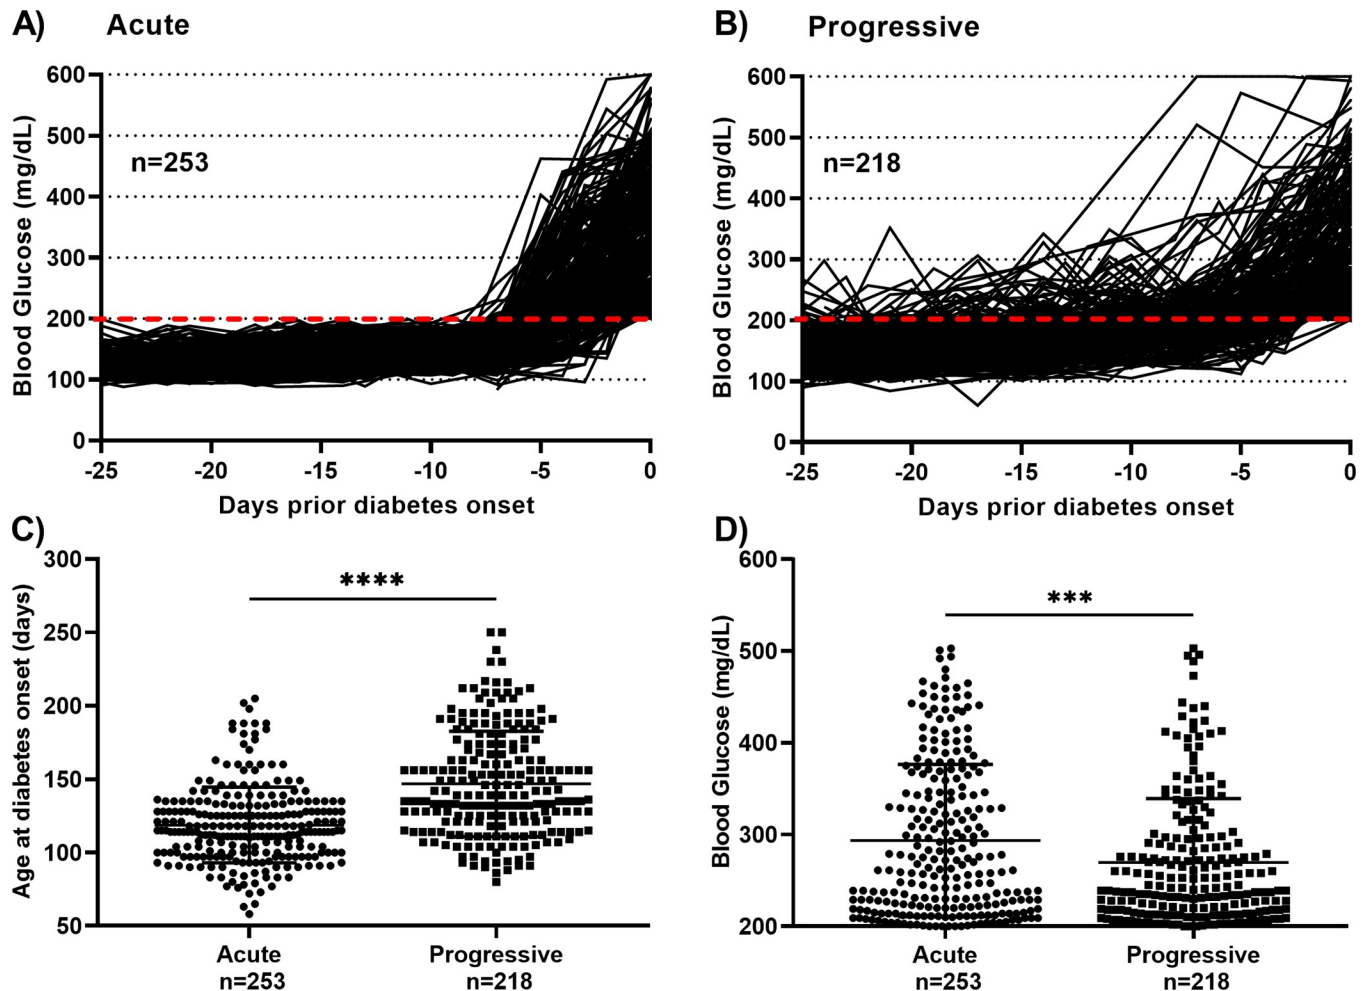 A) Acute
Blood Glucose (mg/dL)
600
500
400
300
200
100
0
n=253
-25 -20 -15 -10 -5 0
Days prior diabetes onset
B) Progressive
Blood Glucose (mg/dL)
600
500
400
300
200
100
0
n=218
-25 -20 -15 -10 -5 0
Days prior diabetes onset
C)
Age at diabetes onset (days)
300
250
200
150
100
50
****
Acute Progressive
n=253 n=218
D)
Blood Glucose (mg/dL)
600
500
400
300
200
***
Acute Progressive
n=253 n=218